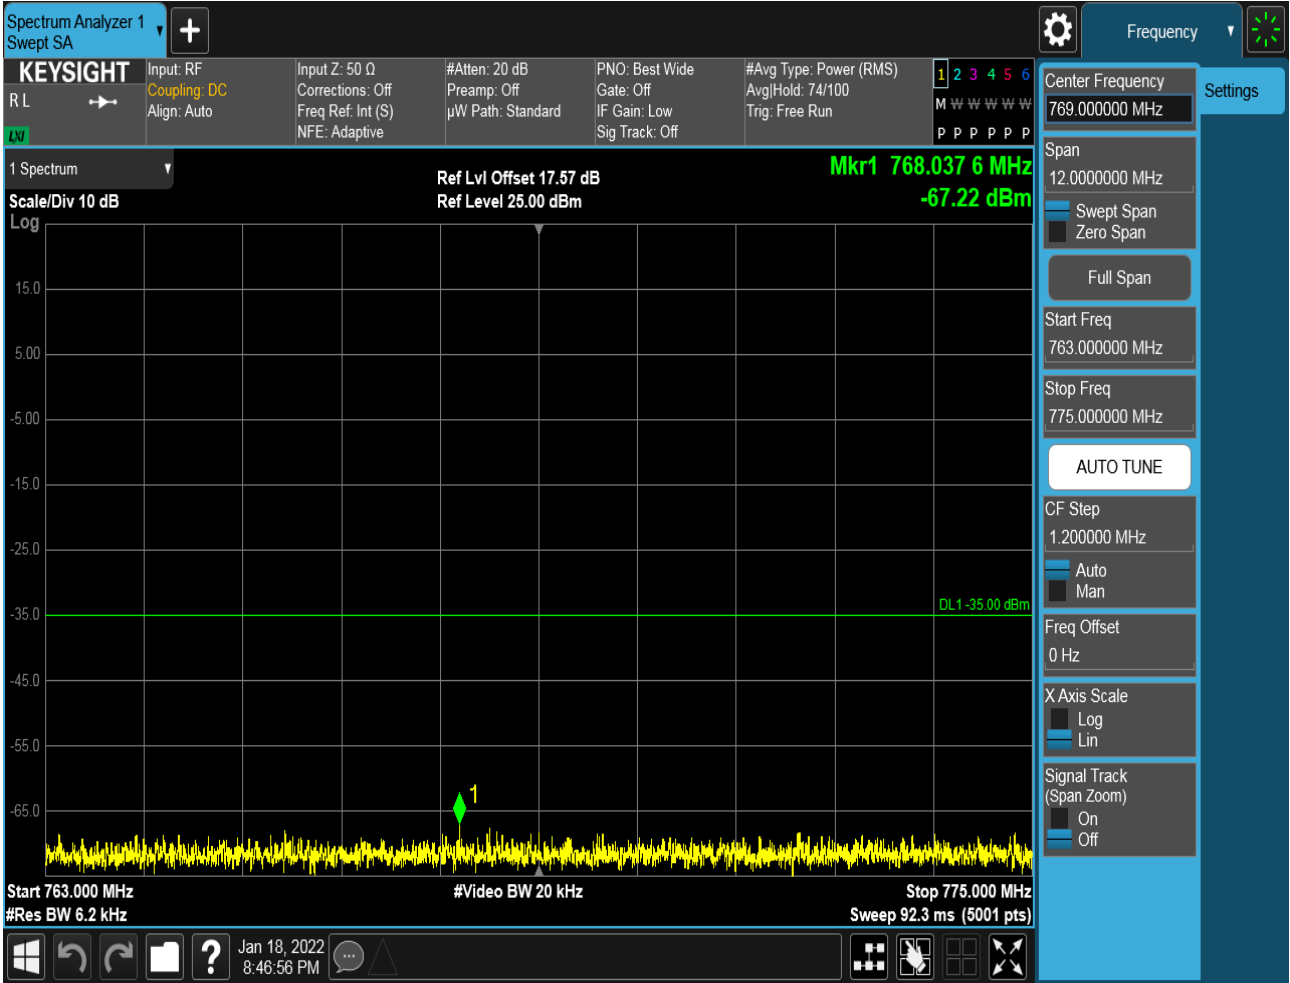 Spectrum Analyzer 1
Swept SA
Frequency
KEYSIGHT
R L
LXI
Input: RF
Coupling: DC
Align: Auto
Input Z: 50 Ω
Corrections: Off
Freq Ref: Int (S)
NFE: Adaptive
#Atten: 20 dB
Preamp: Off
µW Path: Standard
PNO: Best Wide
Gate: Off
IF Gain: Low
Sig Track: Off
#Avg Type: Power (RMS)
Avg|Hold: 74/100
Trig: Free Run
1 2 3 4 5 6
M W W W W W
P P P P P P
1 Spectrum
Scale/Div 10 dB
Log
Ref Lvl Offset 17.57 dB
Ref Level 25.00 dBm
Mkr1 768.037 6 MHz
-67.22 dBm
15.0
5.00
-5.00
-15.0
-25.0
-35.0
DL1 -35.00 dBm
-45.0
-55.0
-65.0
1
Start 763.000 MHz
#Video BW 20 kHz
Stop 775.000 MHz
#Res BW 6.2 kHz
Sweep 92.3 ms (5001 pts)
Center Frequency
769.000000 MHz
Settings
Span
12.0000000 MHz
Swept Span
Zero Span
Full Span
Start Freq
763.000000 MHz
Stop Freq
775.000000 MHz
AUTO TUNE
CF Step
1.200000 MHz
Auto
Man
Freq Offset
0 Hz
X Axis Scale
Log
Lin
Signal Track
(Span Zoom)
On
Off
?
Jan 18, 2022
8:46:56 PM